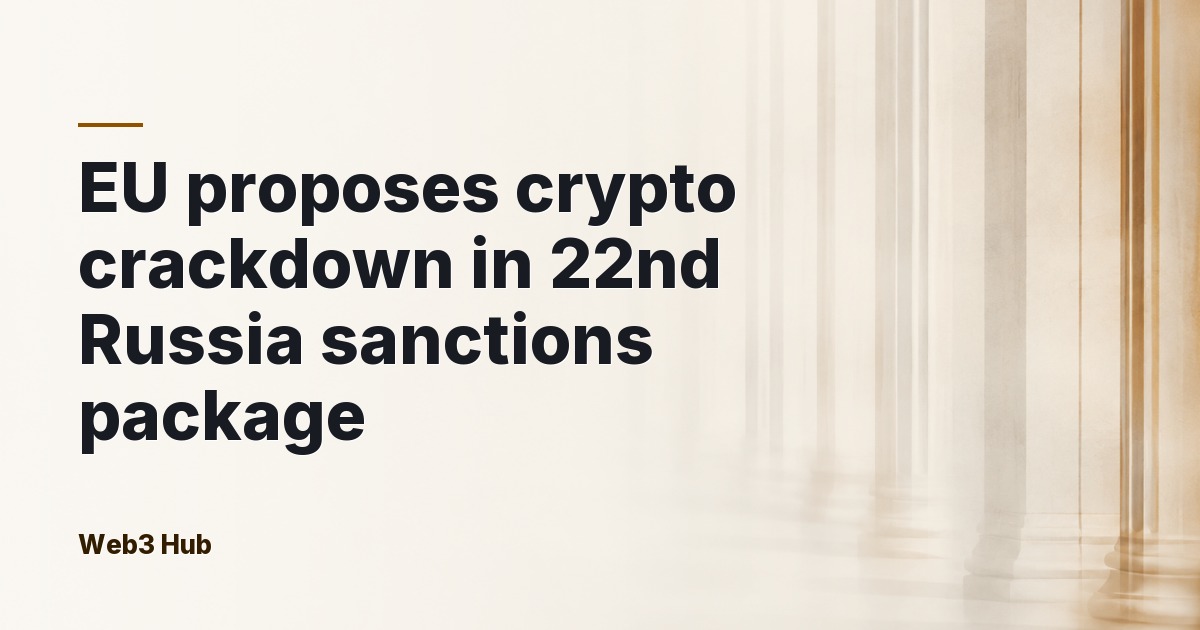 EU proposes crypto
crackdown in 22nd
Russia sanctions
package
Web3 Hub